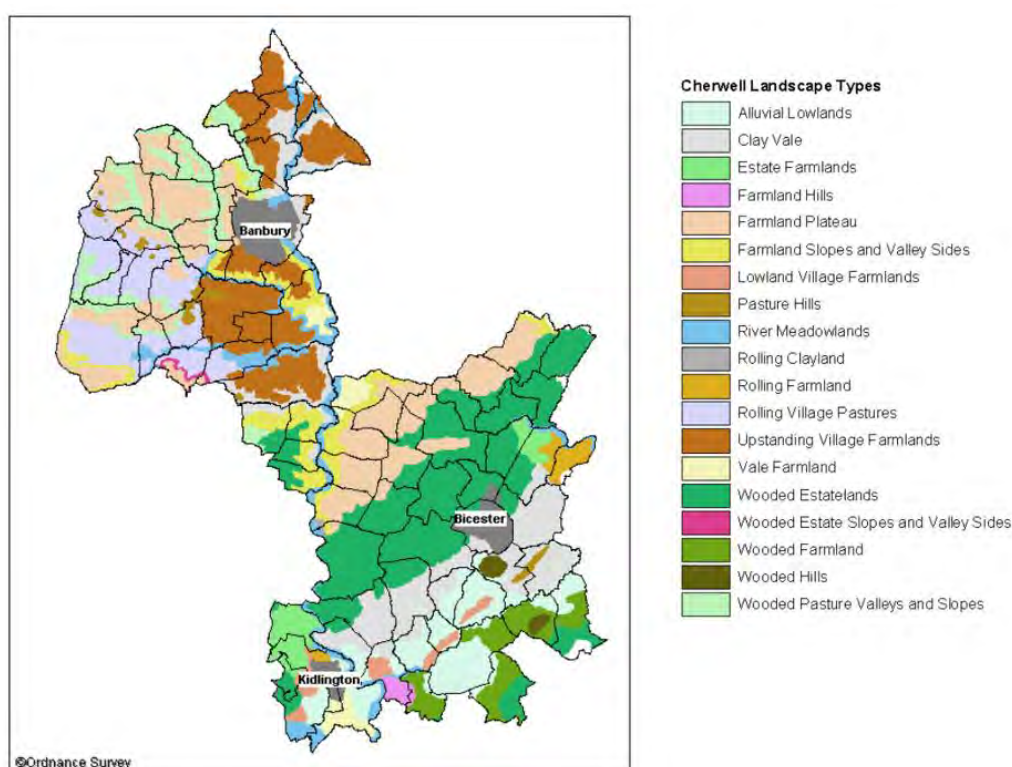 Banbury
Bicester
Kidlington
©Ordnance Survey
Cherwell Landscape Types
Alluvial Lowlands
Clay Vale
Estate Farmlands
Farmland Hills
Farmland Plateau
Farmland Slopes and Valley Sides
Lowland Village Farmlands
Pasture Hills
River Meadowlands
Rolling Clayland
Rolling Farmland
Rolling Village Pastures
Upstanding Village Farmlands
Vale Farmland
Wooded Estatelands
Wooded Estate Slopes and Valley Sides
Wooded Farmland
Wooded Hills
Wooded Pasture Valleys and Slopes